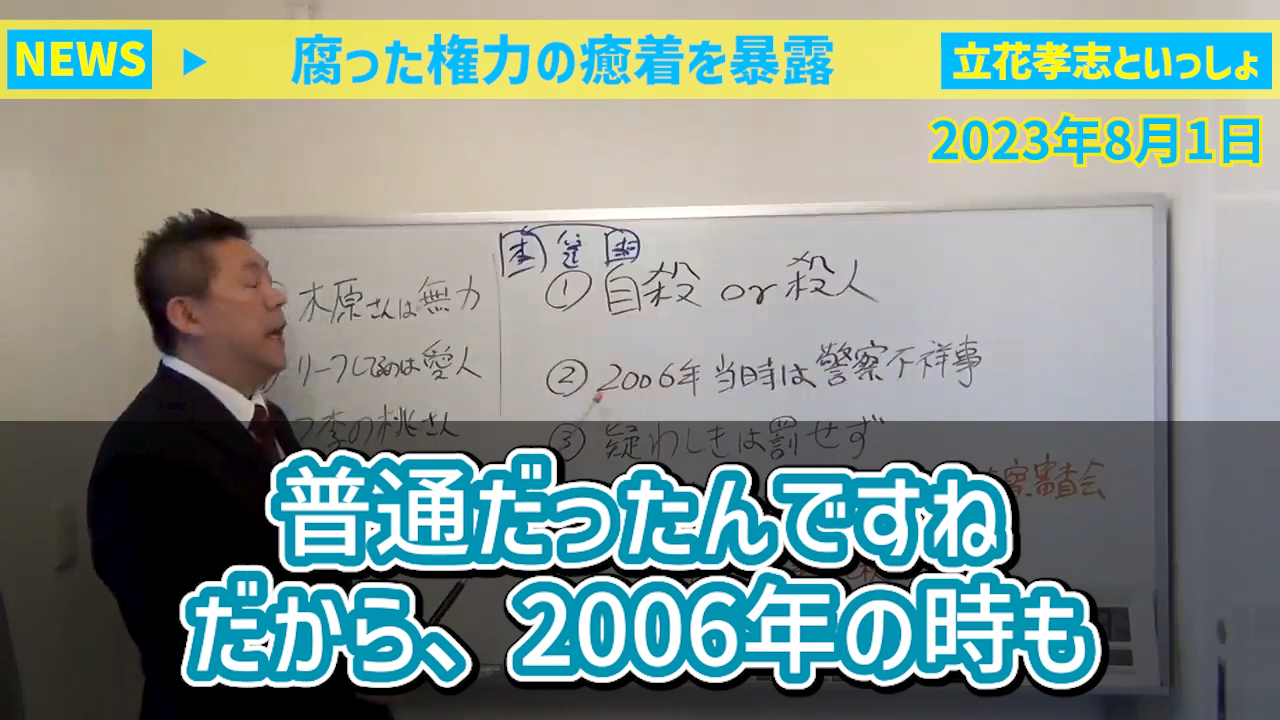 NEWS ▶ 腐った権力の癒着を暴露 立花孝志といっしょ
2023年8月1日
木原さんは無力
リークしてるのは愛人
李の桃さん
① 自殺 or 殺人
② 2006年 当時は警察不祥事
③ 疑わしきは罰せず
察審査会
普通だったんですね
だから、2006年の時も